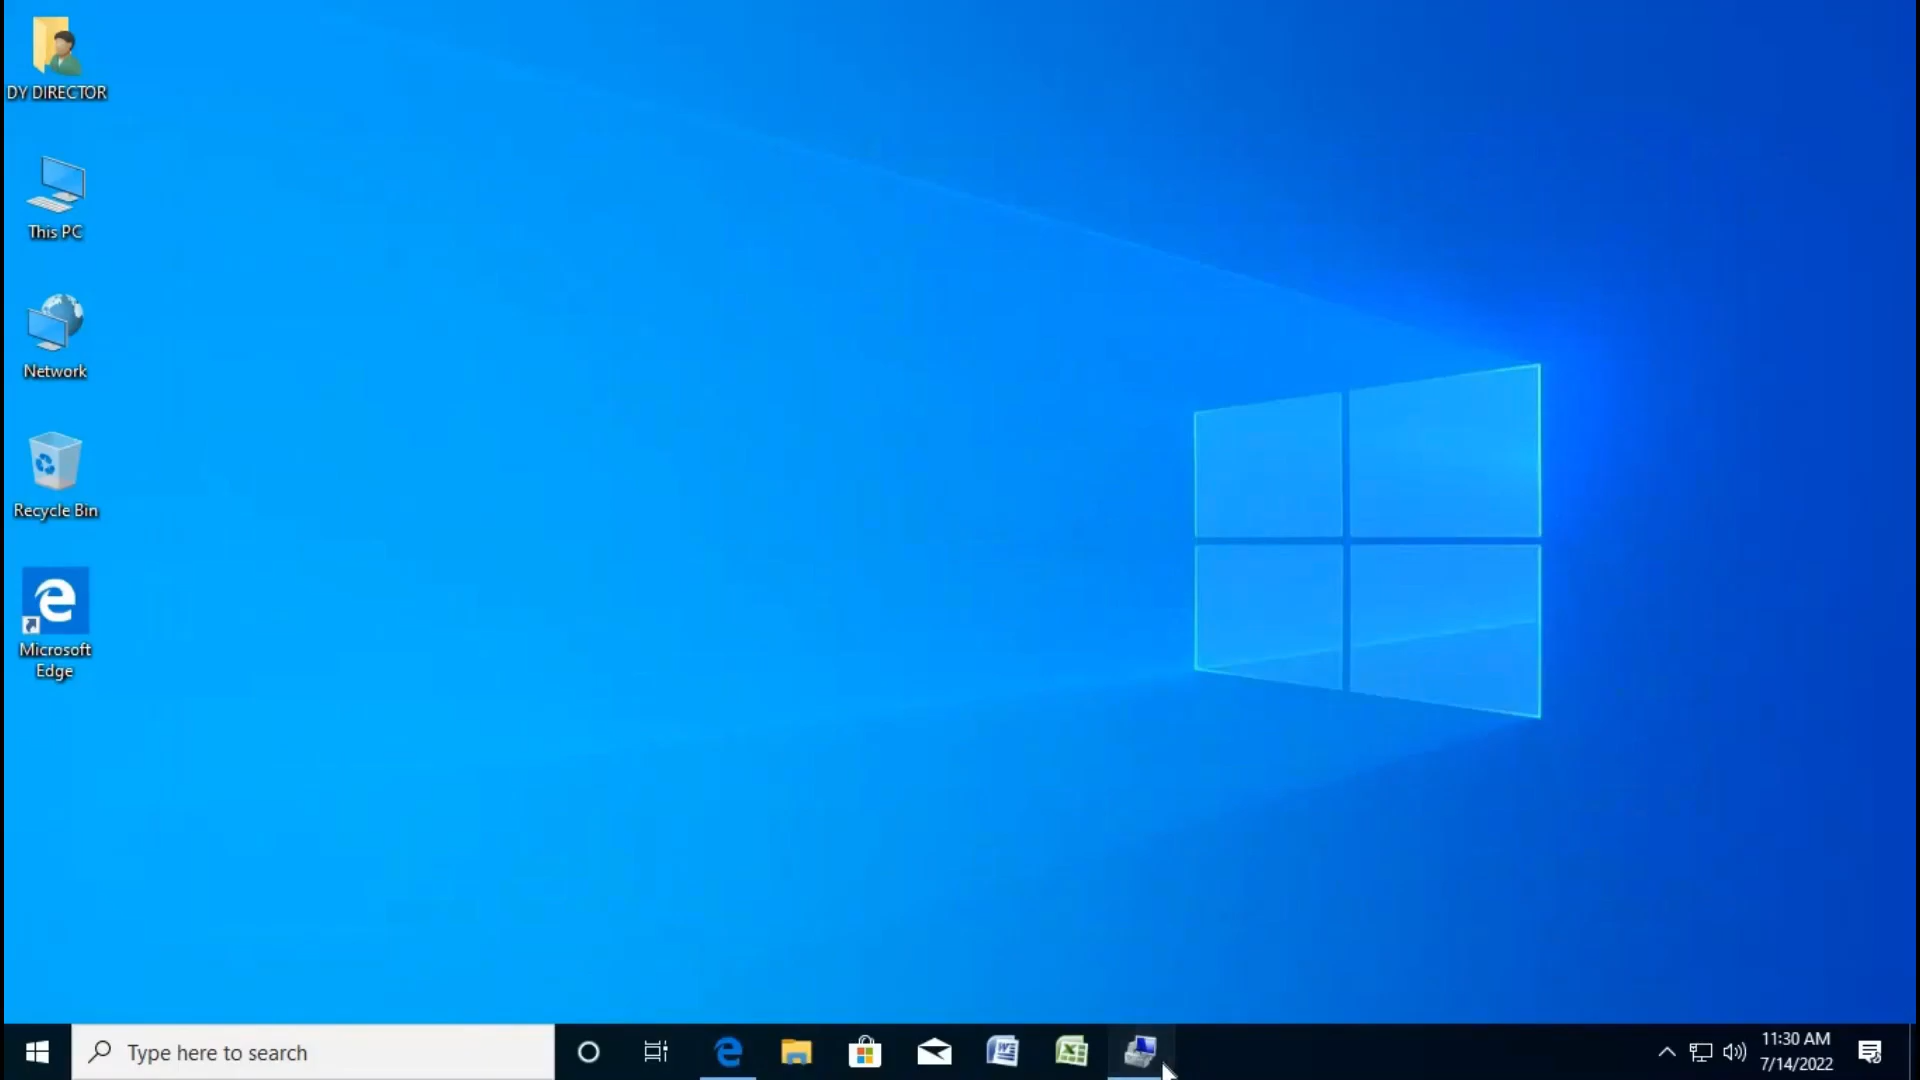 DY DIRECTOR
This PC
Network
Recycle Bin
Microsoft
Edge
Type here to search
11:30 AM
7/14/2022